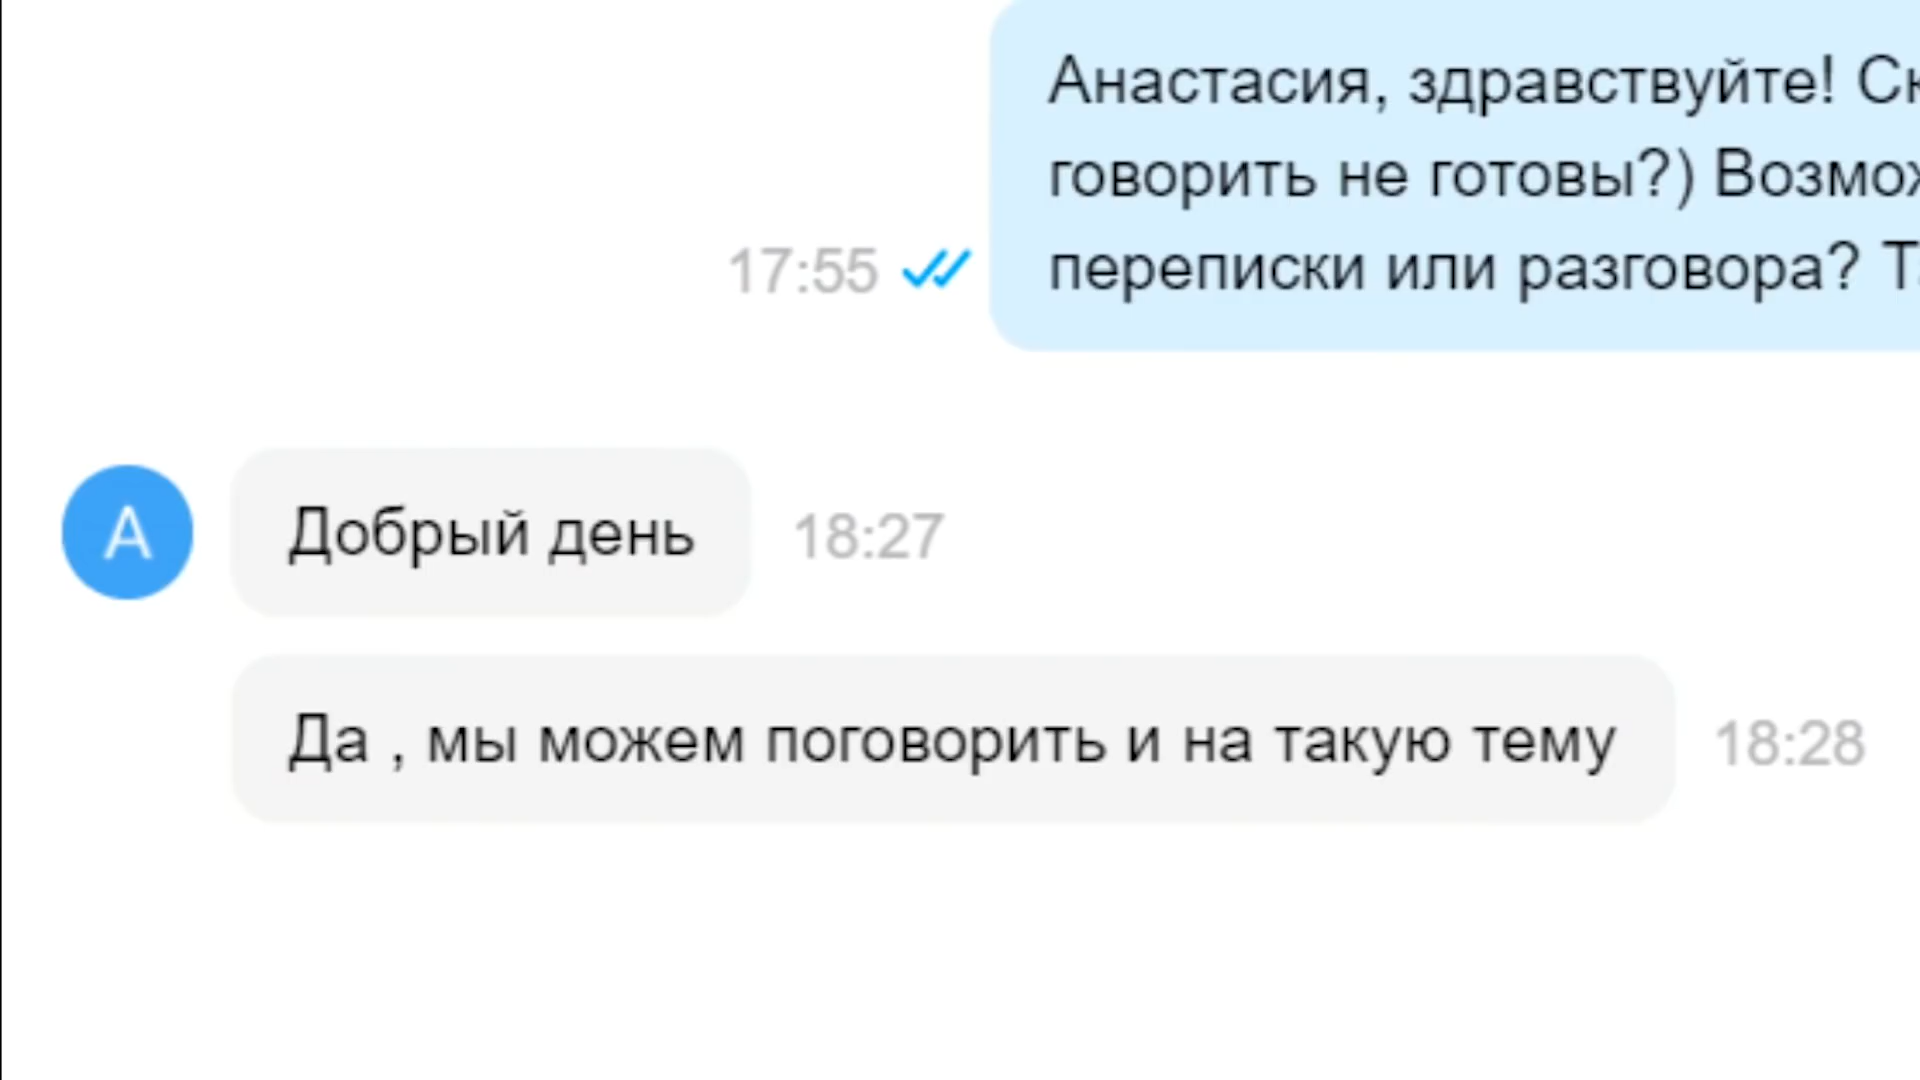 Анастасия, здравствуйте!
говорить не готовы?)
переписки или разговора?
17:55
А
Добрый день
18:27
Да , мы можем поговорить и на такую тему
18:28